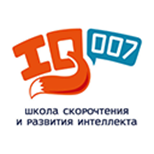 IQ 007
школа скорочтения
и развития интеллекта